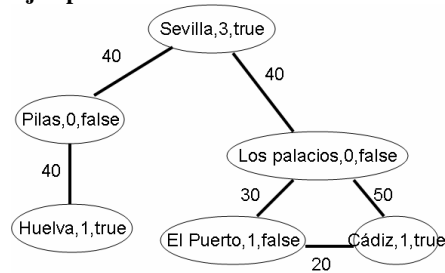 Sevilla,3,true
40
40
Pilas,0,false
Los palacios,0,false
40
30
50
Huelva,1,true
El Puerto,1,false
Cádiz,1,true
20